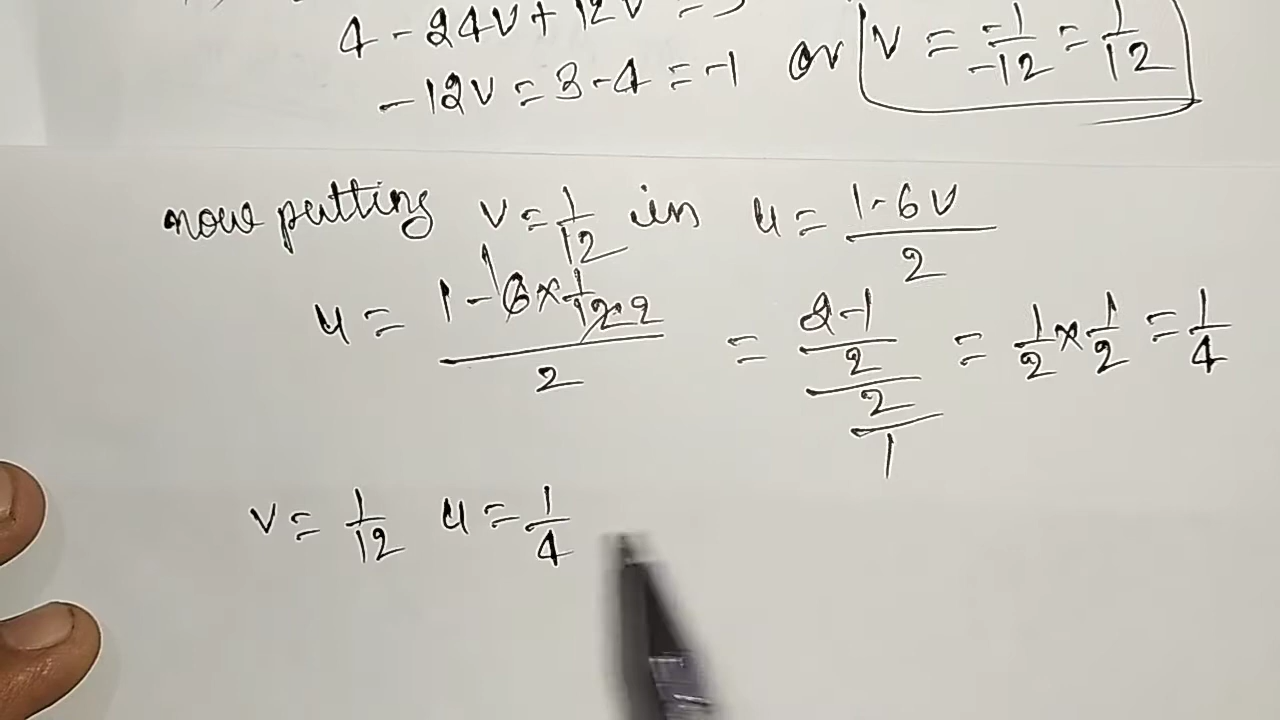 4 - 24v + 12v = 3
-12v = 3 - 4 = -1 or v = -1/-12 = 1/12
now putting v = 1/12 in u = 1-6v/2
u = 1 - 6 × 1/12 / 2 = 2-1/2 / 2/1 = 1/2 × 1/2 = 1/4
v = 1/12 u = 1/4